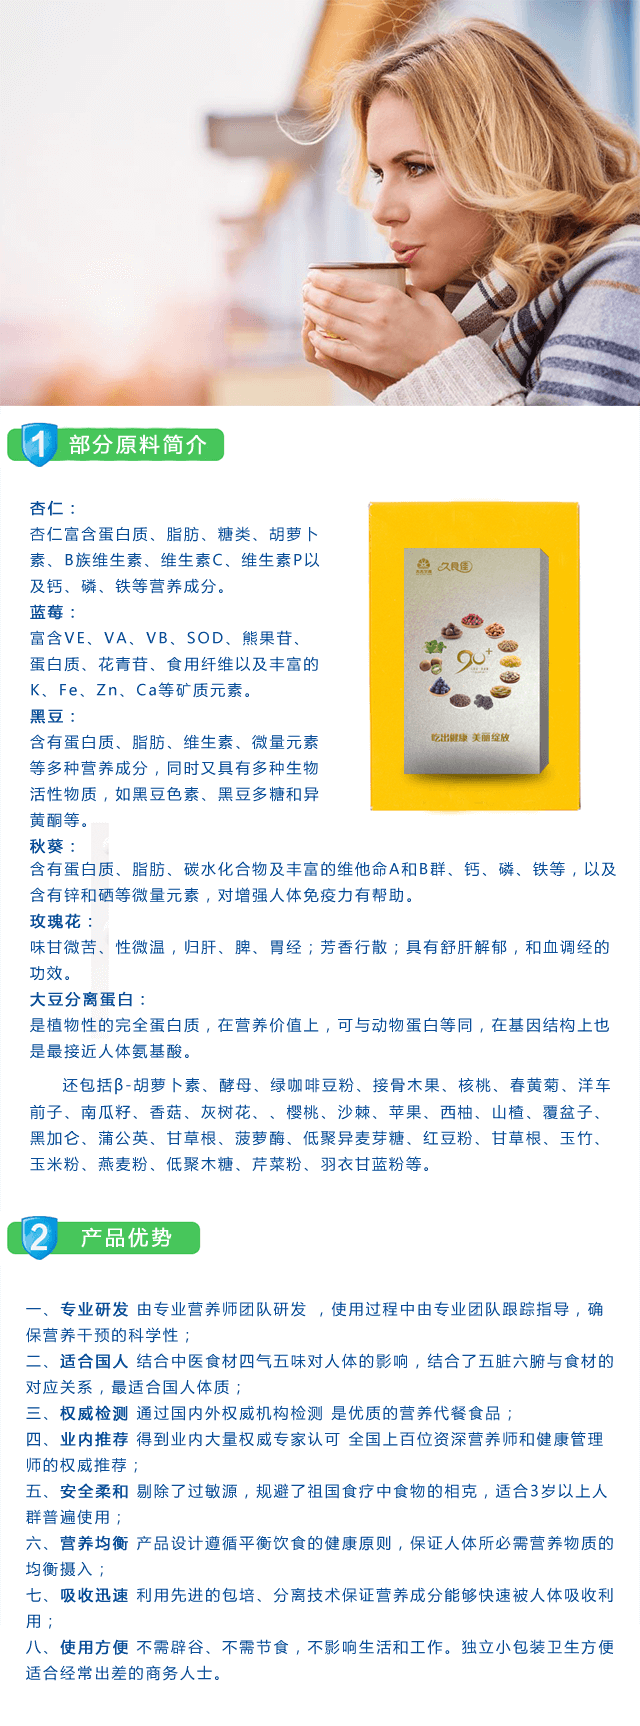 1 部分原料简介
杏仁：
杏仁富含蛋白质、脂肪、糖类、胡萝卜
素、B族维生素、维生素C、维生素P以
及钙、磷、铁等营养成分。
蓝莓：
富含VE、VA、VB、SOD、熊果苷、
蛋白质、花青苷、食用纤维以及丰富的
K、Fe、Zn、Ca等矿质元素。
黑豆：
含有蛋白质、脂肪、维生素、微量元素
等多种营养成分，同时又具有多种生物
活性物质，如黑豆色素、黑豆多糖和异
黄酮等。
久良佳
90+
吃出健康 美丽绽放
秋葵：
含有蛋白质、脂肪、碳水化合物及丰富的维他命A和B群、钙、磷、铁等，以及
含有锌和硒等微量元素，对增强人体免疫力有帮助。
玫瑰花：
味甘微苦、性微温，归肝、脾、胃经；芳香行散；具有舒肝解郁，和血调经的
功效。
大豆分离蛋白：
是植物性的完全蛋白质，在营养价值上，可与动物蛋白等同，在基因结构上也
是最接近人体氨基酸。
还包括β-胡萝卜素、酵母、绿咖啡豆粉、接骨木果、核桃、春黄菊、洋车
前子、南瓜籽、香菇、灰树花、、樱桃、沙棘、苹果、西柚、山楂、覆盆子、
黑加仑、蒲公英、甘草根、菠萝酶、低聚异麦芽糖、红豆粉、甘草根、玉竹、
玉米粉、燕麦粉、低聚木糖、芹菜粉、羽衣甘蓝粉等。
2 产品优势
一、专业研发 由专业营养师团队研发 ，使用过程中由专业团队跟踪指导，确
保营养干预的科学性；
二、适合国人 结合中医食材四气五味对人体的影响，结合了五脏六腑与食材的
对应关系，最适合国人体质；
三、权威检测 通过国内外权威机构检测 是优质的营养代餐食品；
四、业内推荐 得到业内大量权威专家认可 全国上百位资深营养师和健康管理
师的权威推荐；
五、安全柔和 剔除了过敏源，规避了祖国食疗中食物的相克，适合3岁以上人
群普遍使用；
六、营养均衡 产品设计遵循平衡饮食的健康原则，保证人体所必需营养物质的
均衡摄入；
七、吸收迅速 利用先进的包培、分离技术保证营养成分能够快速被人体吸收利
用；
八、使用方便 不需辟谷、不需节食，不影响生活和工作。独立小包装卫生方便
适合经常出差的商务人士。